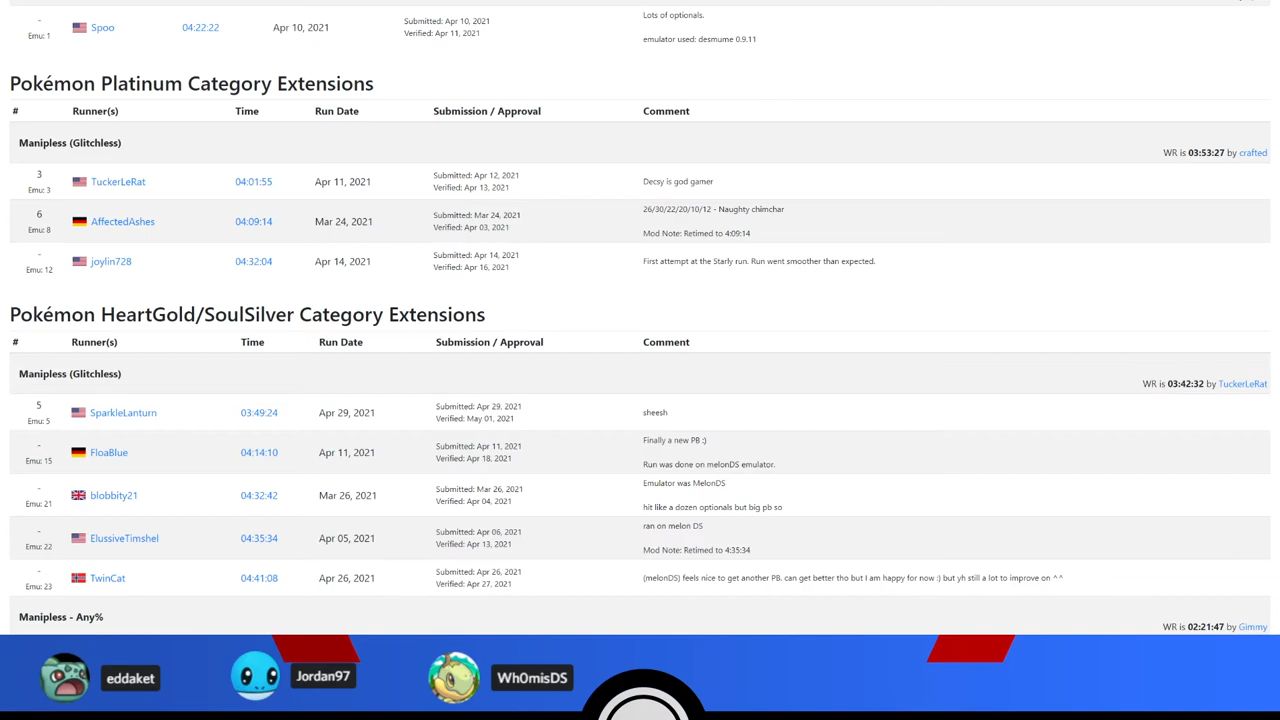 -
Emu: 1
Spoo
04:22:22
Apr 10, 2021
Submitted: Apr 10, 2021
Verified: Apr 11, 2021
Lots of optionals.
emulator used: desmume 0.9.11
Pokémon Platinum Category Extensions
# Runner(s) Time Run Date Submission / Approval Comment
Manipless (Glitchless)
WR is 03:53:27 by crafted
3
Emu: 3
TuckerLeRat
04:01:55
Apr 11, 2021
Submitted: Apr 12, 2021
Verified: Apr 13, 2021
Decsy is god gamer
6
Emu: 8
AffectedAshes
04:09:14
Mar 24, 2021
Submitted: Mar 24, 2021
Verified: Apr 03, 2021
26/30/22/20/10/12 - Naughty chimchar
Mod Note: Retimed to 4:09:14
-
Emu: 12
joylin728
04:32:04
Apr 14, 2021
Submitted: Apr 14, 2021
Verified: Apr 16, 2021
First attempt at the Starly run. Run went smoother than expected.
Pokémon HeartGold/SoulSilver Category Extensions
# Runner(s) Time Run Date Submission / Approval Comment
Manipless (Glitchless)
WR is 03:42:32 by TuckerLeRat
5
Emu: 5
SparkleLanturn
03:49:24
Apr 29, 2021
Submitted: Apr 29, 2021
Verified: May 01, 2021
sheesh
-
Emu: 15
FloaBlue
04:14:10
Apr 11, 2021
Submitted: Apr 11, 2021
Verified: Apr 18, 2021
Finally a new PB :)
Run was done on melonDS emulator.
-
Emu: 21
blobbity21
04:32:42
Mar 26, 2021
Submitted: Mar 26, 2021
Verified: Apr 04, 2021
Emulator was MelonDS
hit like a dozen optionals but big pb so
-
Emu: 22
ElussiveTimshel
04:35:34
Apr 05, 2021
Submitted: Apr 06, 2021
Verified: Apr 13, 2021
ran on melon DS
Mod Note: Retimed to 4:35:34
-
Emu: 23
TwinCat
04:41:08
Apr 26, 2021
Submitted: Apr 26, 2021
Verified: Apr 27, 2021
(melonDS) feels nice to get another PB, can get better tho but I am happy for now :) but yh still a lot to improve on ^^
Manipless - Any%
WR is 02:21:47 by Gimmy
eddaket
Jordan97
Wh0misDS